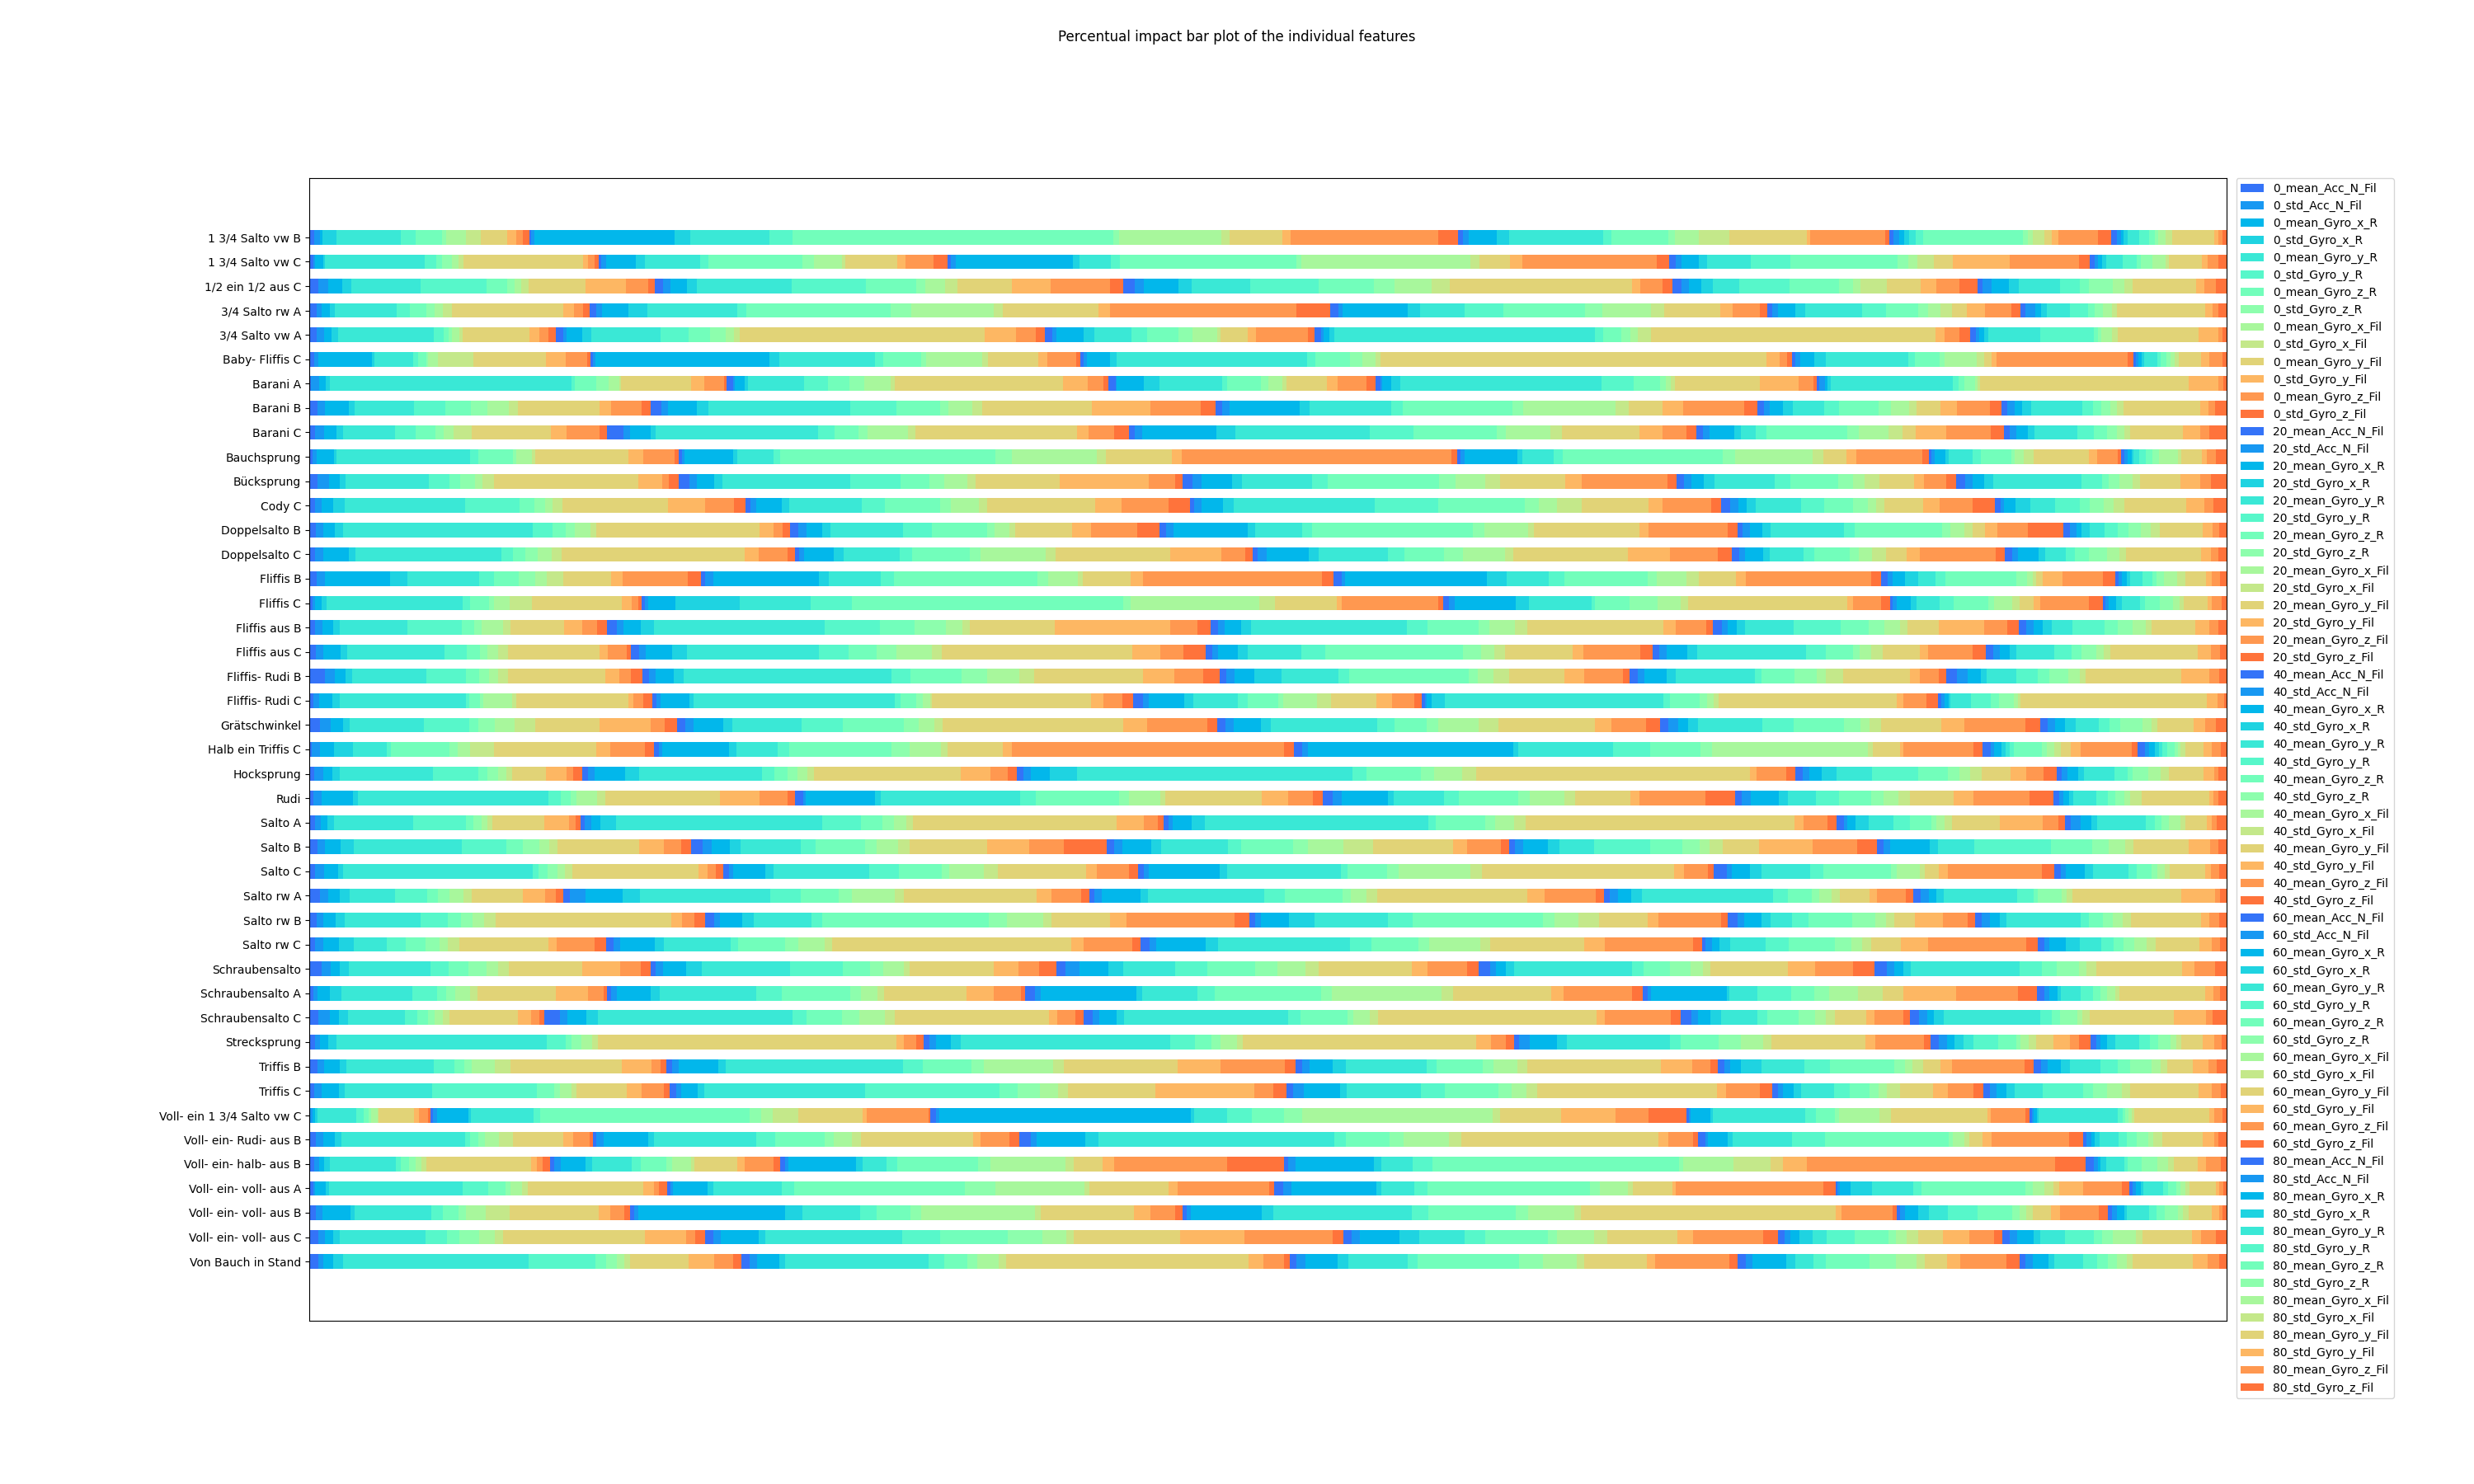 Percentual impact bar plot of the individual features
1 3/4 Salto vw B
1 3/4 Salto vw C
1/2 ein 1/2 aus C
3/4 Salto rw A
3/4 Salto vw A
Baby- Fliffis C
Barani A
Barani B
Barani C
Bauchsprung
Bücksprung
Cody C
Doppelsalto B
Doppelsalto C
Fliffis B
Fliffis C
Fliffis aus B
Fliffis aus C
Fliffis- Rudi B
Fliffis- Rudi C
Grätschwinkel
Halb ein Triffis C
Hocksprung
Rudi
Salto A
Salto B
Salto C
Salto rw A
Salto rw B
Salto rw C
Schraubensalto
Schraubensalto A
Schraubensalto C
Strecksprung
Triffis B
Triffis C
Voll- ein 1 3/4 Salto vw C
Voll- ein- Rudi- aus B
Voll- ein- halb- aus B
Voll- ein- voll- aus A
Voll- ein- voll- aus B
Voll- ein- voll- aus C
Von Bauch in Stand
0_mean_Acc_N_Fil
0_std_Acc_N_Fil
0_mean_Gyro_x_R
0_std_Gyro_x_R
0_mean_Gyro_y_R
0_std_Gyro_y_R
0_mean_Gyro_z_R
0_std_Gyro_z_R
0_mean_Gyro_x_Fil
0_std_Gyro_x_Fil
0_mean_Gyro_y_Fil
0_std_Gyro_y_Fil
0_mean_Gyro_z_Fil
0_std_Gyro_z_Fil
20_mean_Acc_N_Fil
20_std_Acc_N_Fil
20_mean_Gyro_x_R
20_std_Gyro_x_R
20_mean_Gyro_y_R
20_std_Gyro_y_R
20_mean_Gyro_z_R
20_std_Gyro_z_R
20_mean_Gyro_x_Fil
20_std_Gyro_x_Fil
20_mean_Gyro_y_Fil
20_std_Gyro_y_Fil
20_mean_Gyro_z_Fil
20_std_Gyro_z_Fil
40_mean_Acc_N_Fil
40_std_Acc_N_Fil
40_mean_Gyro_x_R
40_std_Gyro_x_R
40_mean_Gyro_y_R
40_std_Gyro_y_R
40_mean_Gyro_z_R
40_std_Gyro_z_R
40_mean_Gyro_x_Fil
40_std_Gyro_x_Fil
40_mean_Gyro_y_Fil
40_std_Gyro_y_Fil
40_mean_Gyro_z_Fil
40_std_Gyro_z_Fil
60_mean_Acc_N_Fil
60_std_Acc_N_Fil
60_mean_Gyro_x_R
60_std_Gyro_x_R
60_mean_Gyro_y_R
60_std_Gyro_y_R
60_mean_Gyro_z_R
60_std_Gyro_z_R
60_mean_Gyro_x_Fil
60_std_Gyro_x_Fil
60_mean_Gyro_y_Fil
60_std_Gyro_y_Fil
60_mean_Gyro_z_Fil
60_std_Gyro_z_Fil
80_mean_Acc_N_Fil
80_std_Acc_N_Fil
80_mean_Gyro_x_R
80_std_Gyro_x_R
80_mean_Gyro_y_R
80_std_Gyro_y_R
80_mean_Gyro_z_R
80_std_Gyro_z_R
80_mean_Gyro_x_Fil
80_std_Gyro_x_Fil
80_mean_Gyro_y_Fil
80_std_Gyro_y_Fil
80_mean_Gyro_z_Fil
80_std_Gyro_z_Fil